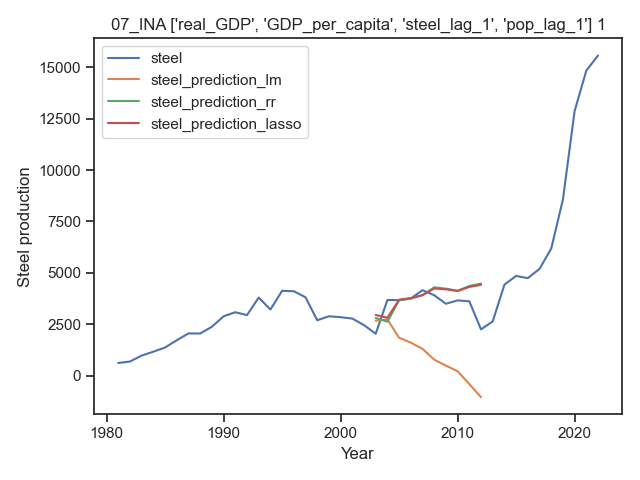 07_INA ['real_GDP', 'GDP_per_capita', 'steel_lag_1', 'pop_lag_1'] 1
steel
steel_prediction_lm
steel_prediction_rr
steel_prediction_lasso
Steel production
15000
12500
10000
7500
5000
2500
0
1980
1990
2000
2010
2020
Year